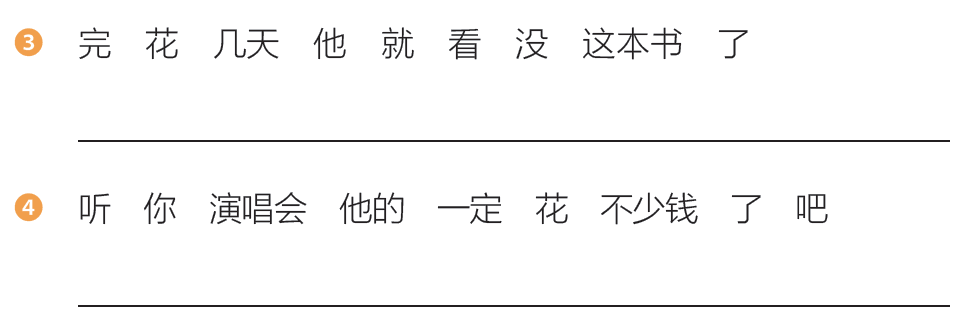 3 完 花 几天 他 就 看 没 这本书 了
4 听 你 演唱会 他的 一定 花 不少钱 了 吧